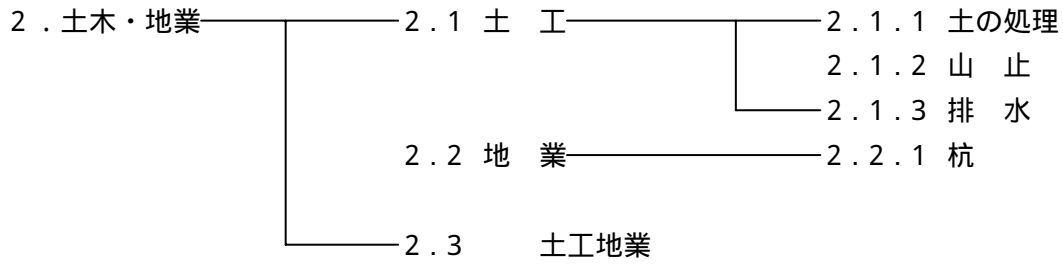 2.土木・地業 2.1 土 工 2.1.1 土の処理
2.1.2 山 止
2.1.3 排 水
2.2 地 業 2.2.1 杭
2.3 土工地業